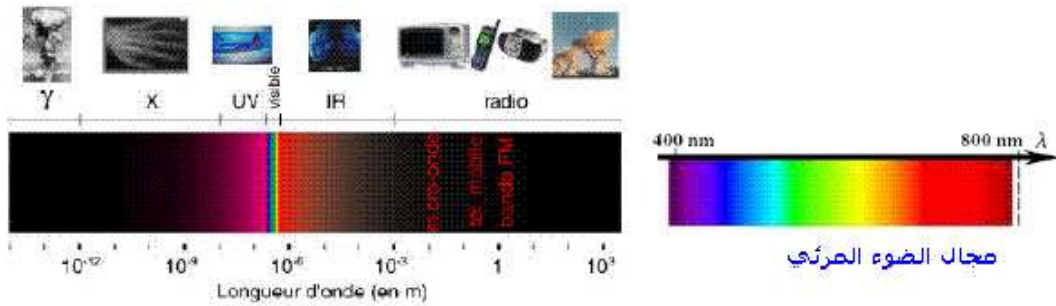 γ X UV visible IR radio
micro-onde
tel. mobile
bande FM
10-12 10-9 10-6 10-3 1 103
Longueur d'onde (en m)
400 nm 800 nm λ
مجال الضوء المرئي